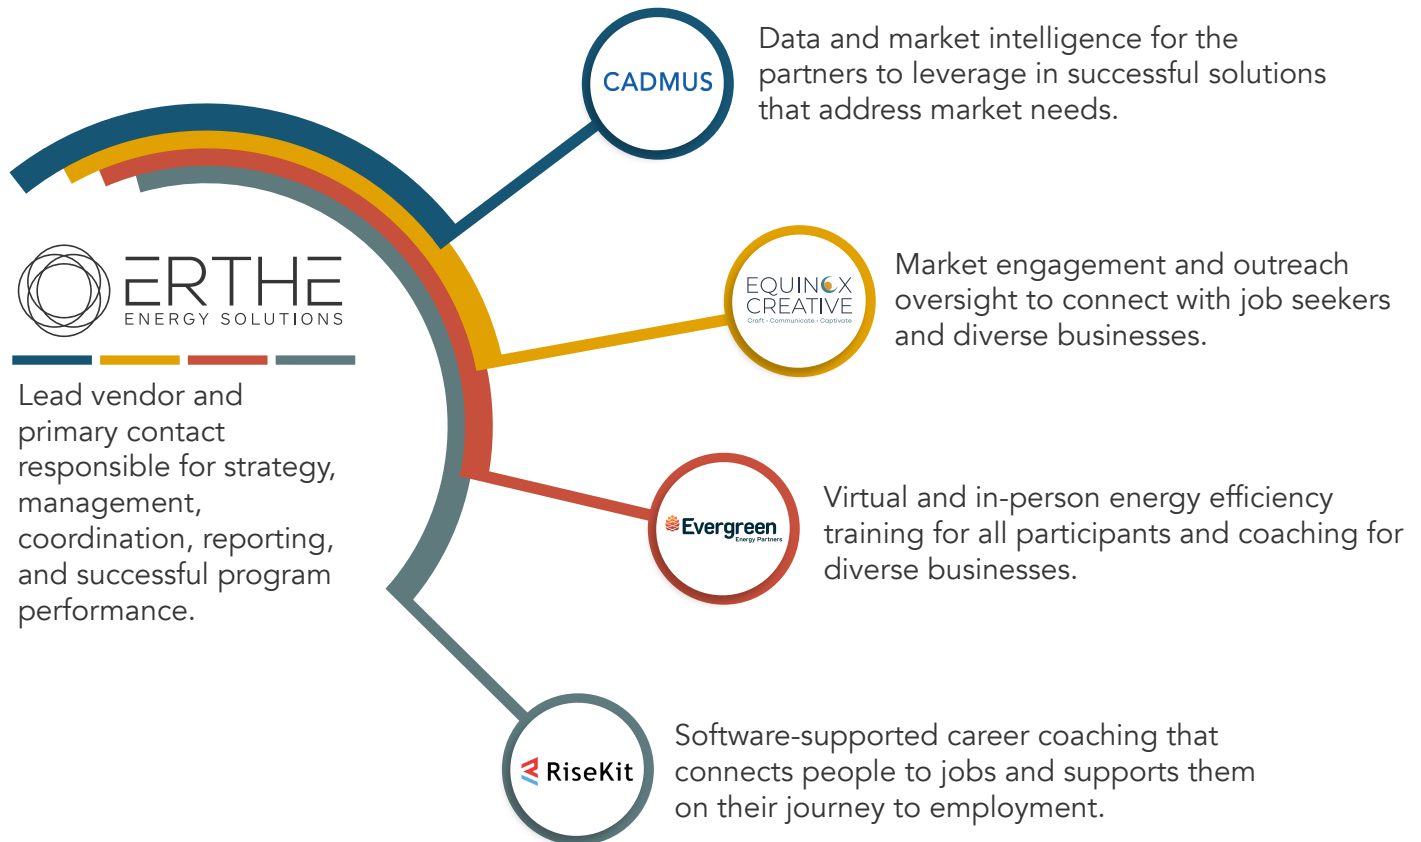 ERTHE
ENERGY SOLUTIONS
Lead vendor and
primary contact
responsible for strategy,
management,
coordination, reporting,
and successful program
performance.
CADMUS
Data and market intelligence for the
partners to leverage in successful solutions
that address market needs.
EQUINOX
CREATIVE
Craft • Communicate • Captivate
Market engagement and outreach
oversight to connect with job seekers
and diverse businesses.
Evergreen
Energy Partners
Virtual and in-person energy efficiency
training for all participants and coaching for
diverse businesses.
RiseKit
Software-supported career coaching that
connects people to jobs and supports them
on their journey to employment.